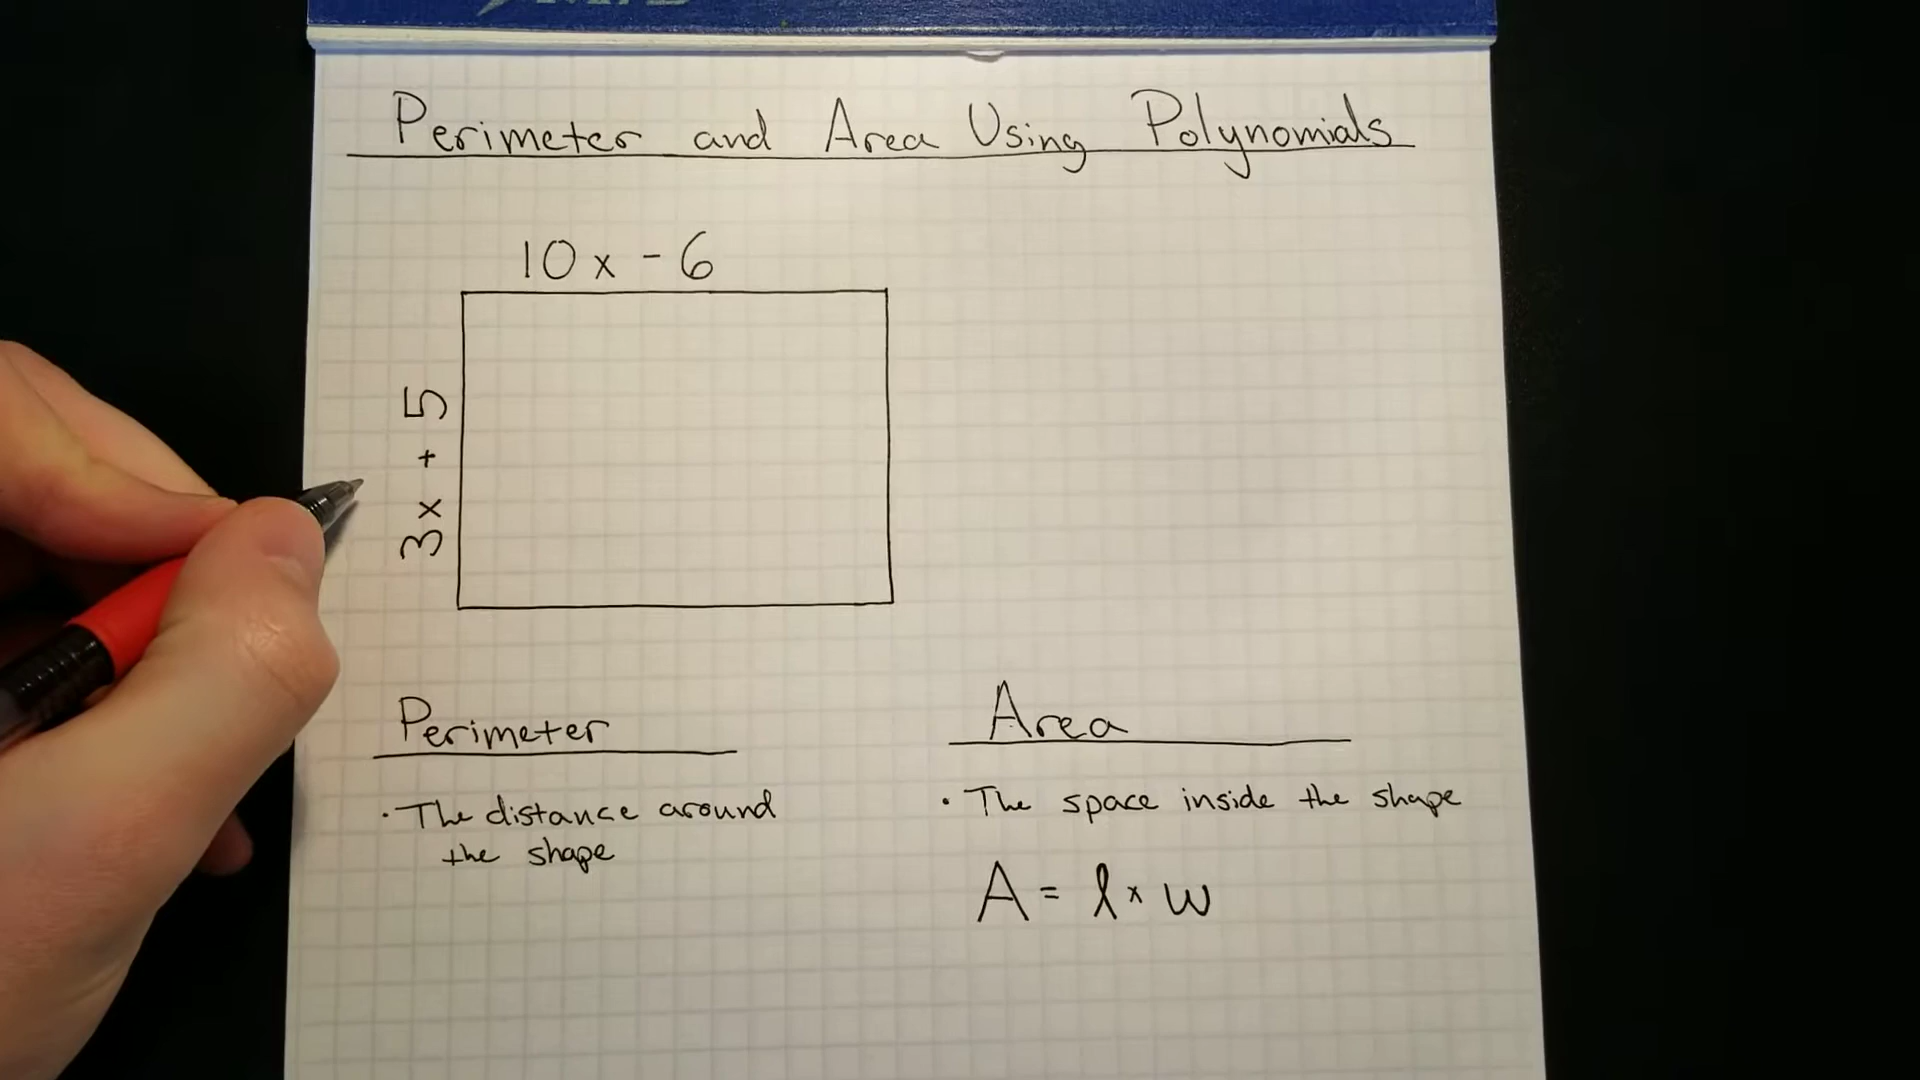 Perimeter and Area Using Polynomials
10x - 6
3x + 5
Perimeter
· The distance around
the shape
Area
· The space inside the shape
A = l × w